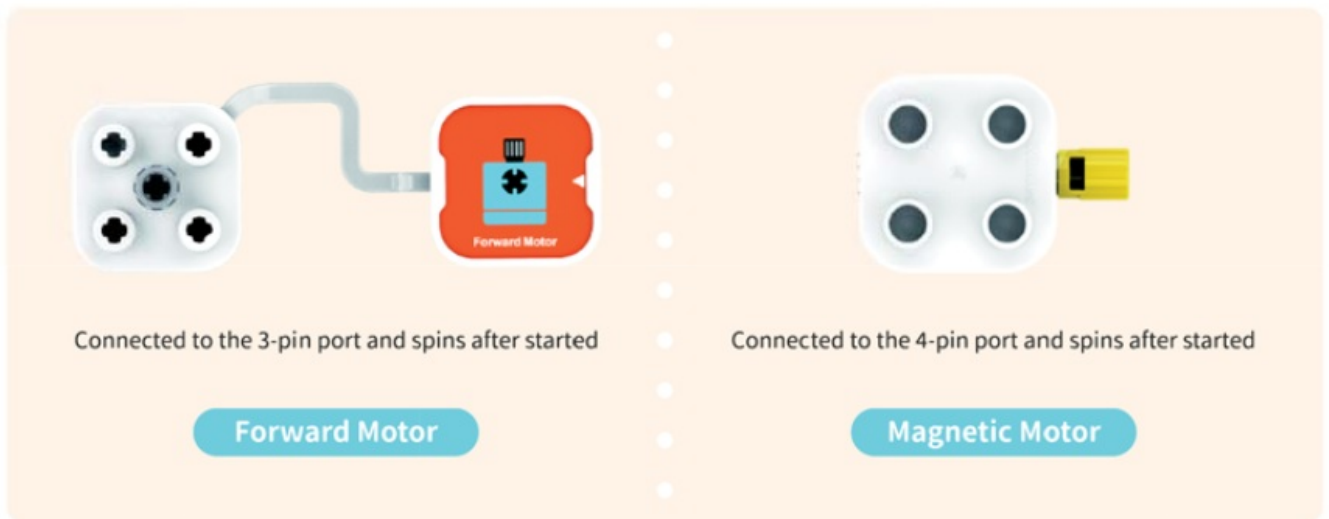 Forward Motor
Connected to the 3-pin port and spins after started
Forward Motor
Connected to the 4-pin port and spins after started
Magnetic Motor